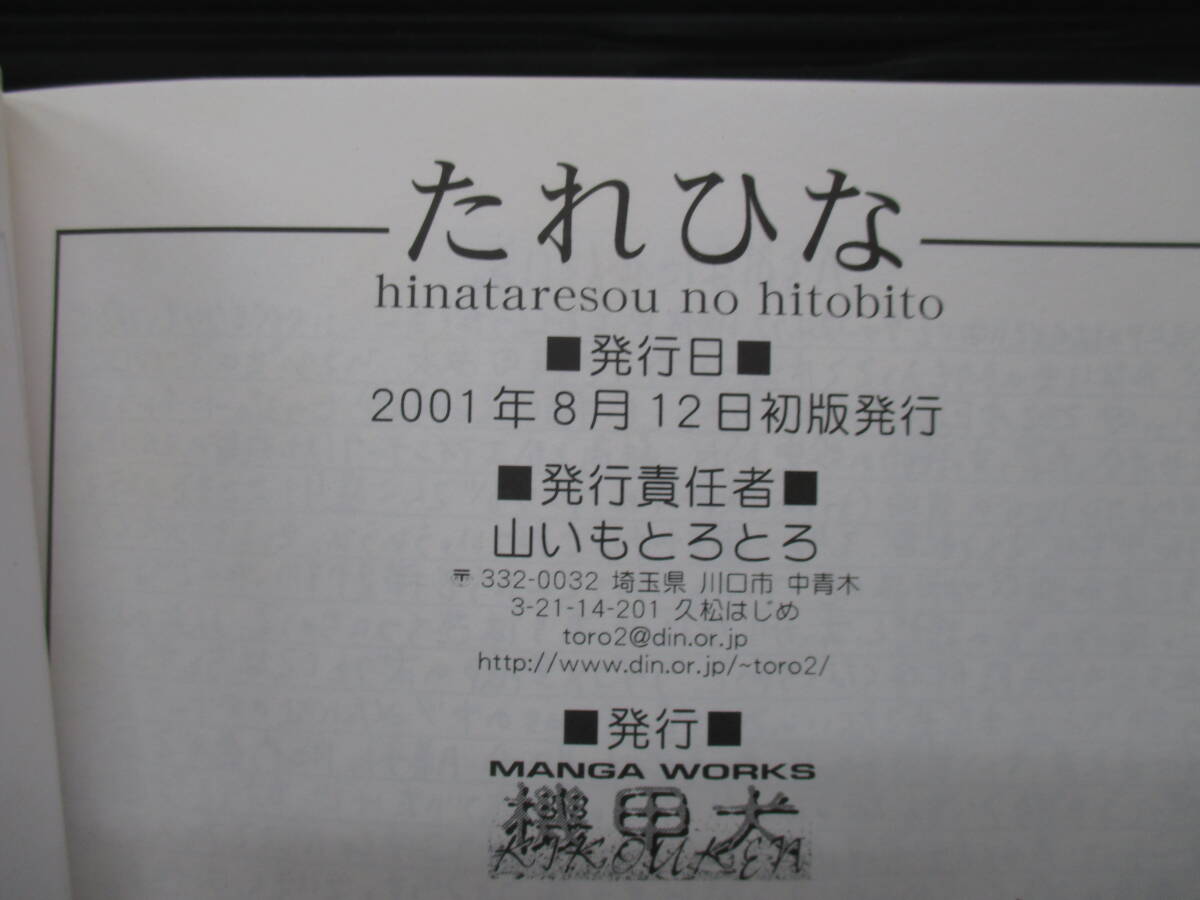 たれひな
hinataresou no hitobito
■発行日■
2001年8月12日初版発行
■発行責任者■
山いもとろとろ
〒332-0032 埼玉県 川口市 中青木
3-21-14-201 久松はじめ
toro2@din.or.jp
http://www.din.or.jp/~toro2/
■発行■
MANGA WORKS
機甲犬
KIKOUKEN